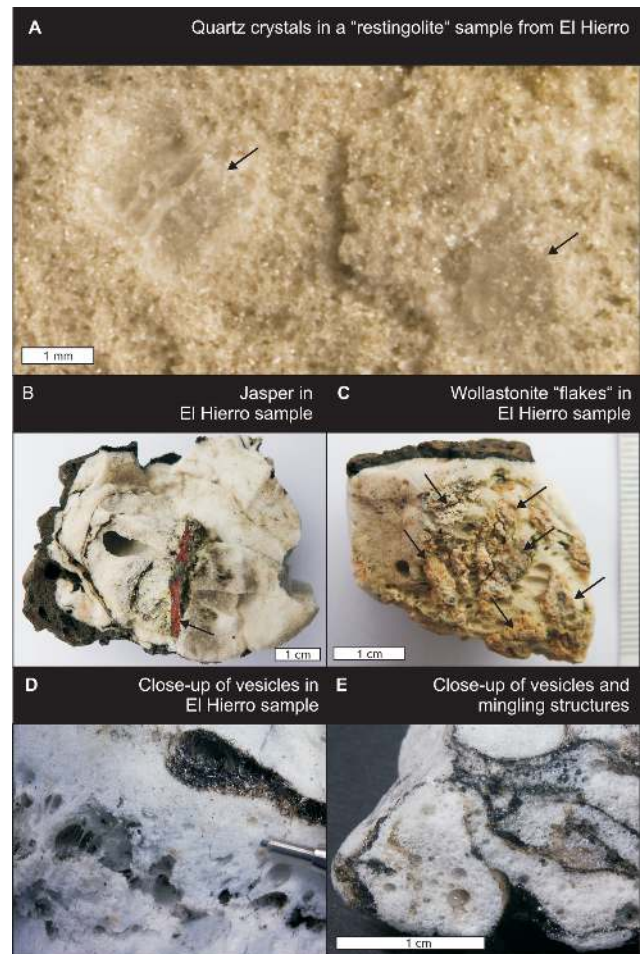 A Quartz crystals in a "restingolite" sample from El Hierro
1 mm
B Jasper in
El Hierro sample
1 cm
C Wollastonite "flakes" in
El Hierro sample
1 cm
D Close-up of vesicles in
El Hierro sample
E Close-up of vesicles and
mingling structures
1 cm